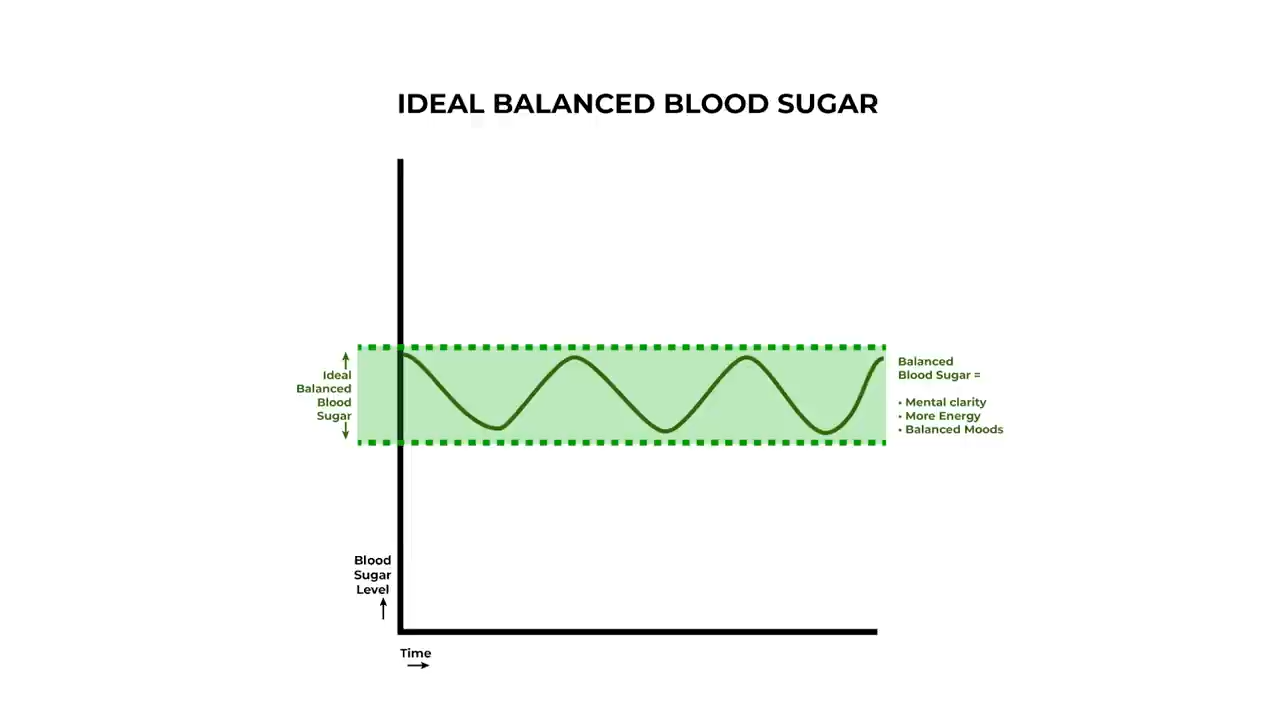 IDEAL BALANCED BLOOD SUGAR
Ideal
Balanced
Blood
Sugar
Balanced
Blood Sugar =
• Mental clarity
• More Energy
• Balanced Moods
Blood
Sugar
Level
Time